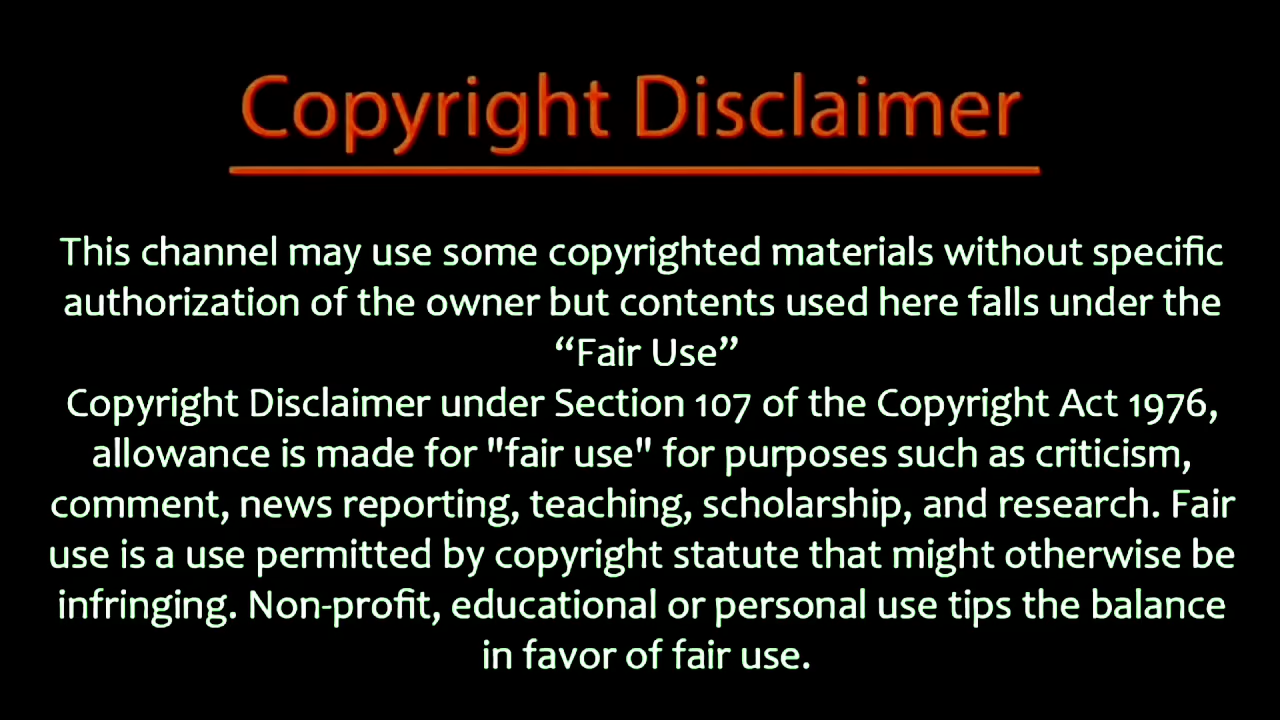 Copyright Disclaimer
This channel may use some copyrighted materials without specific
authorization of the owner but contents used here falls under the
“Fair Use”
Copyright Disclaimer under Section 107 of the Copyright Act 1976,
allowance is made for "fair use" for purposes such as criticism,
comment, news reporting, teaching, scholarship, and research. Fair
use is a use permitted by copyright statute that might otherwise be
infringing. Non-profit, educational or personal use tips the balance
in favor of fair use.